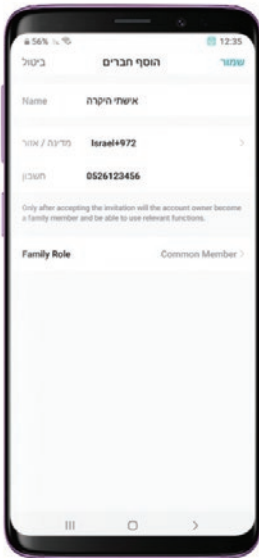 56% 12:35
ביטול הוסף חברים שמור
Name אישתי היקרה
מדינה / אזור Israel+972
חשבון 0526123456
Only after accepting the invitation will the account owner become
a family member and be able to use relevant functions.
Family Role Common Member